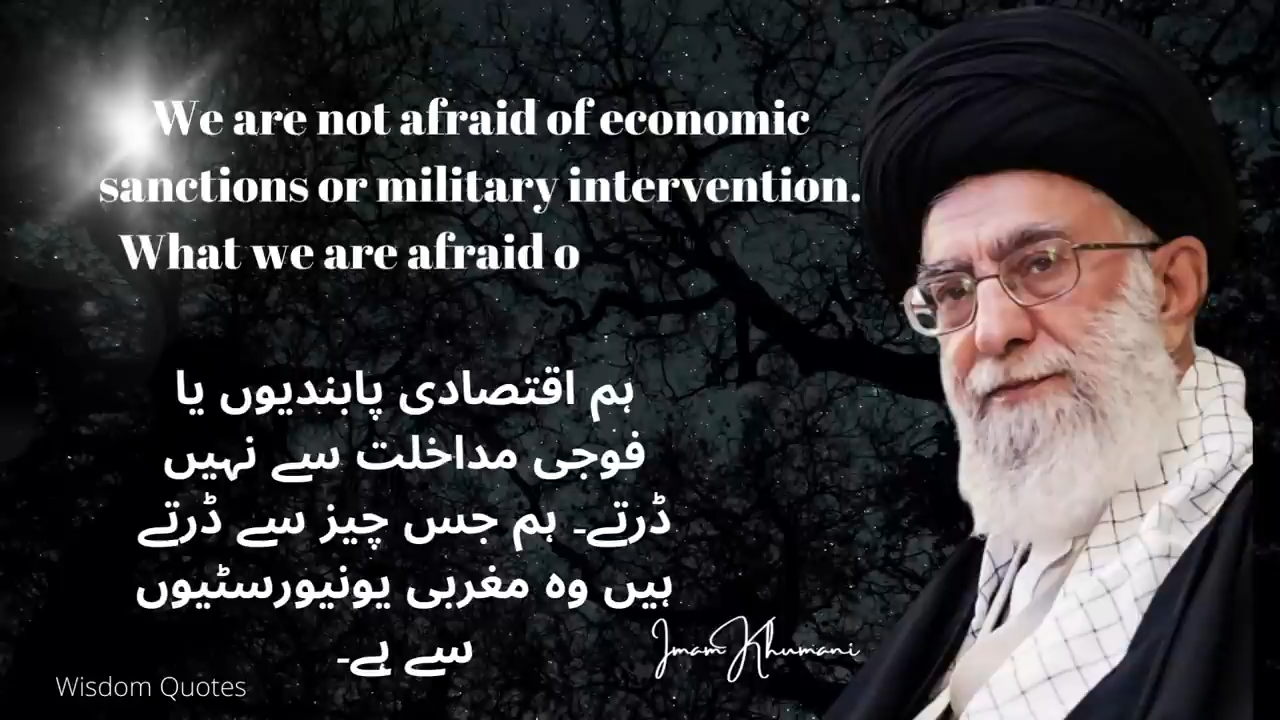 We are not afraid of economic
sanctions or military intervention.
What we are afraid o
ہم اقتصادی پابندیوں یا
فوجی مداخلت سے نہیں
ڈرتے۔ ہم جس چیز سے ڈرتے
ہیں وہ مغربی یونیورسٹیوں
سے ہے۔
Imam Khumani
Wisdom Quotes